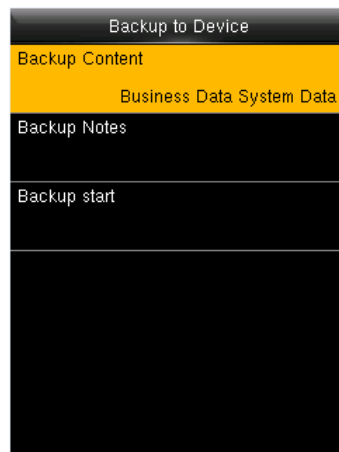 Backup to Device
Backup Content
Business Data System Data
Backup Notes
Backup start